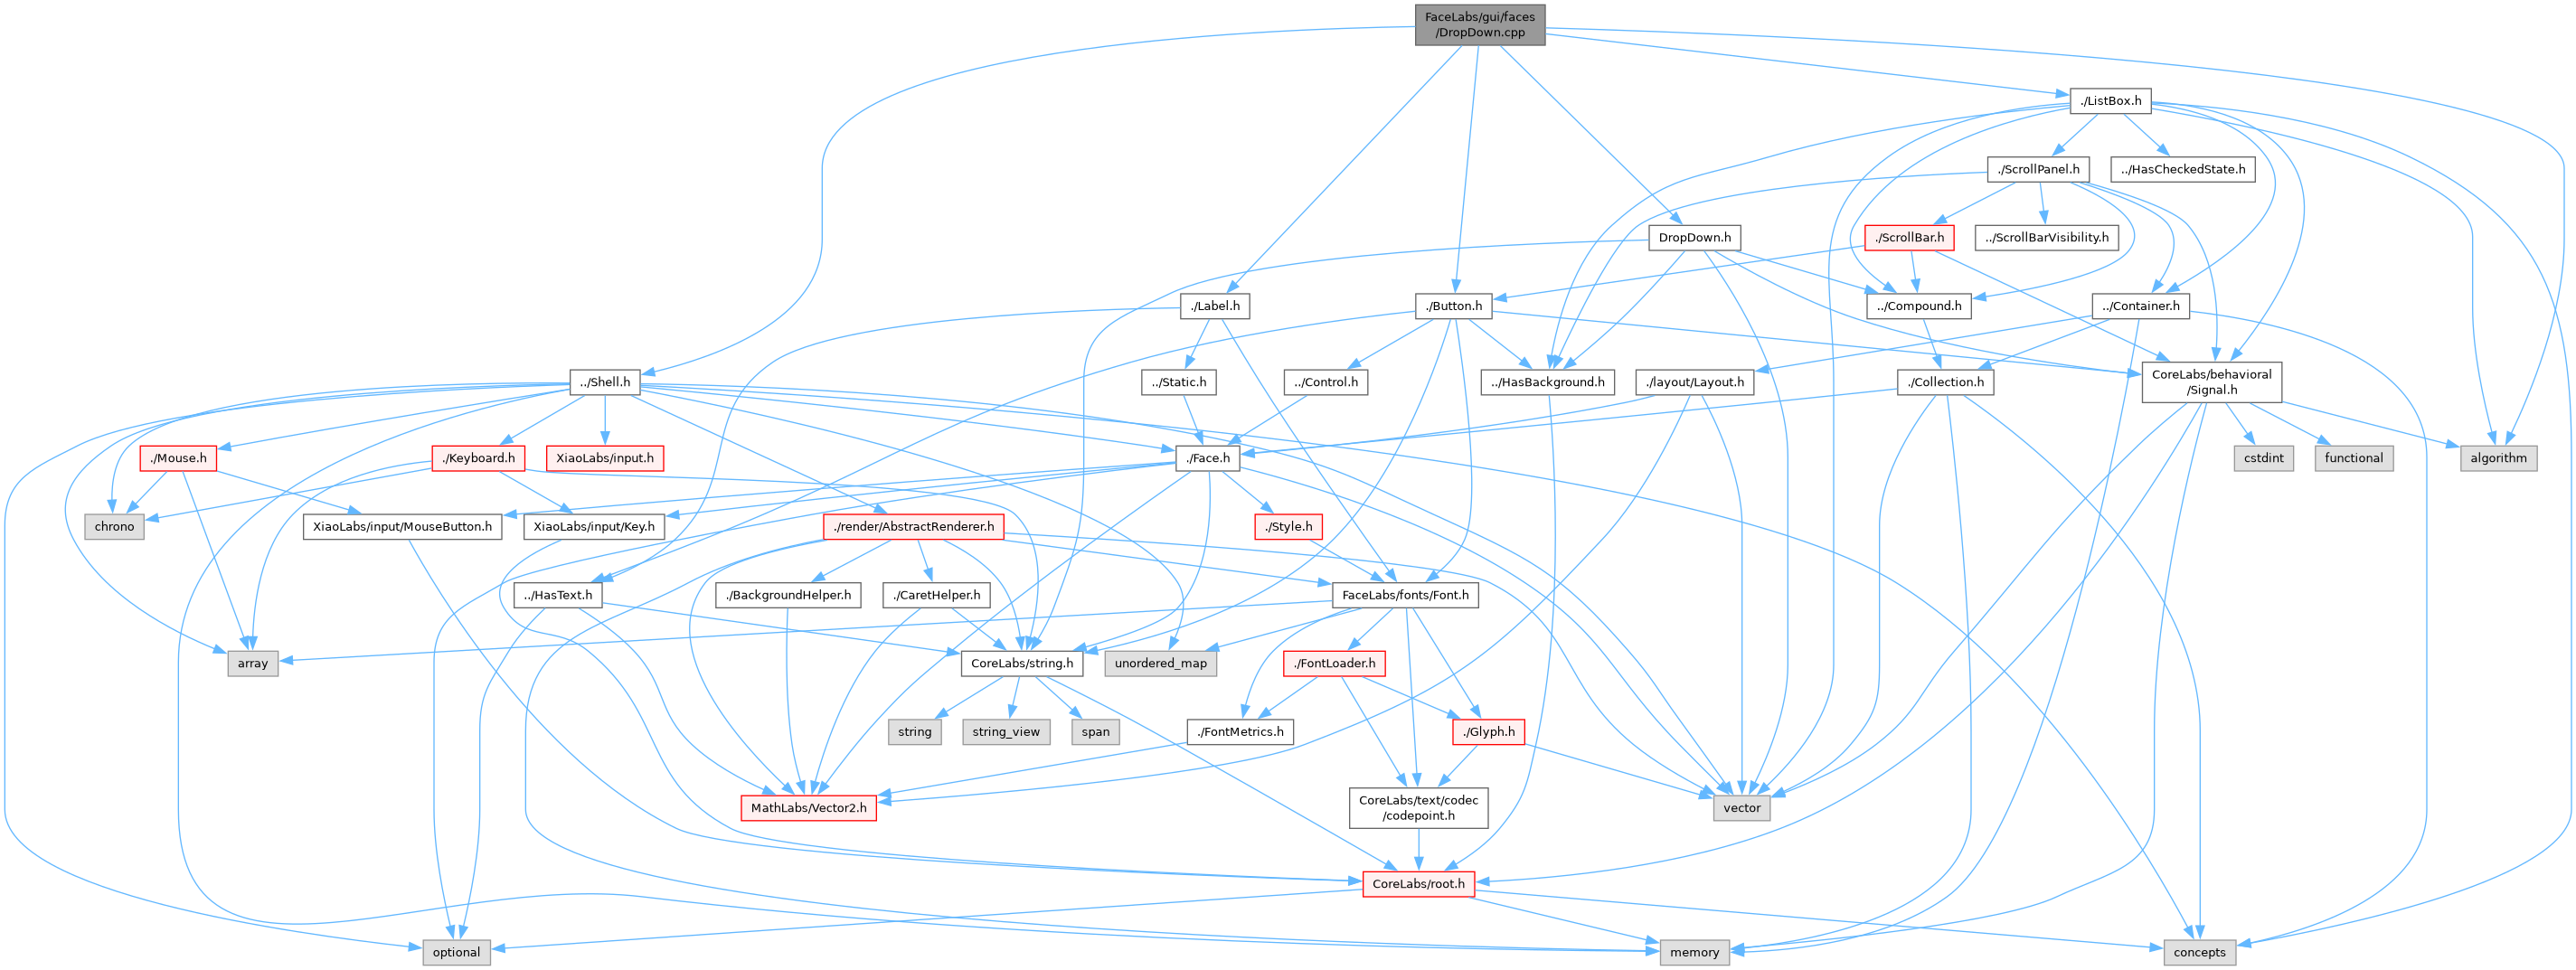 FaceLabs/gui/faces
/DropDown.cpp
./ListBox.h
./ScrollPanel.h
../HasCheckedState.h
DropDown.h
./ScrollBar.h
../ScrollBarVisibility.h
./Label.h
./Button.h
../Compound.h
../Container.h
../Shell.h
../Static.h
../Control.h
../HasBackground.h
./layout/Layout.h
./Collection.h
CoreLabs/behavioral
/Signal.h
./Mouse.h
./Keyboard.h
XiaoLabs/input.h
./Face.h
cstdint
functional
algorithm
chrono
XiaoLabs/input/MouseButton.h
XiaoLabs/input/Key.h
./render/AbstractRenderer.h
./Style.h
../HasText.h
./BackgroundHelper.h
./CaretHelper.h
FaceLabs/fonts/Font.h
array
CoreLabs/string.h
unordered_map
./FontLoader.h
string
string_view
span
./FontMetrics.h
./Glyph.h
MathLabs/Vector2.h
CoreLabs/text/codec
/codepoint.h
vector
CoreLabs/root.h
optional
memory
concepts